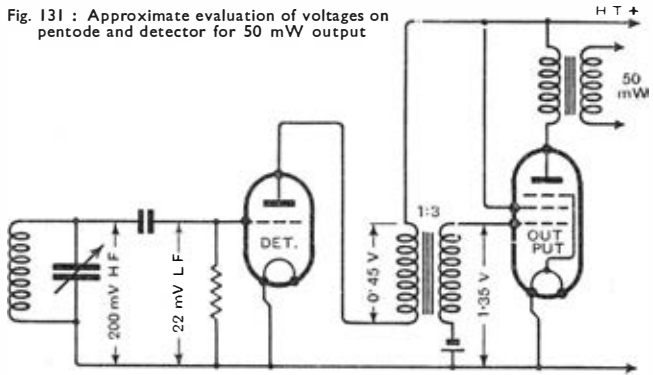 Fig. 131 : Approximate evaluation of voltages on
pentode and detector for 50 mW output
H T +
50
mW
1:3
DET.
OUT
PUT
200 mV H F
22 mV L F
0·45 V
1·35 V